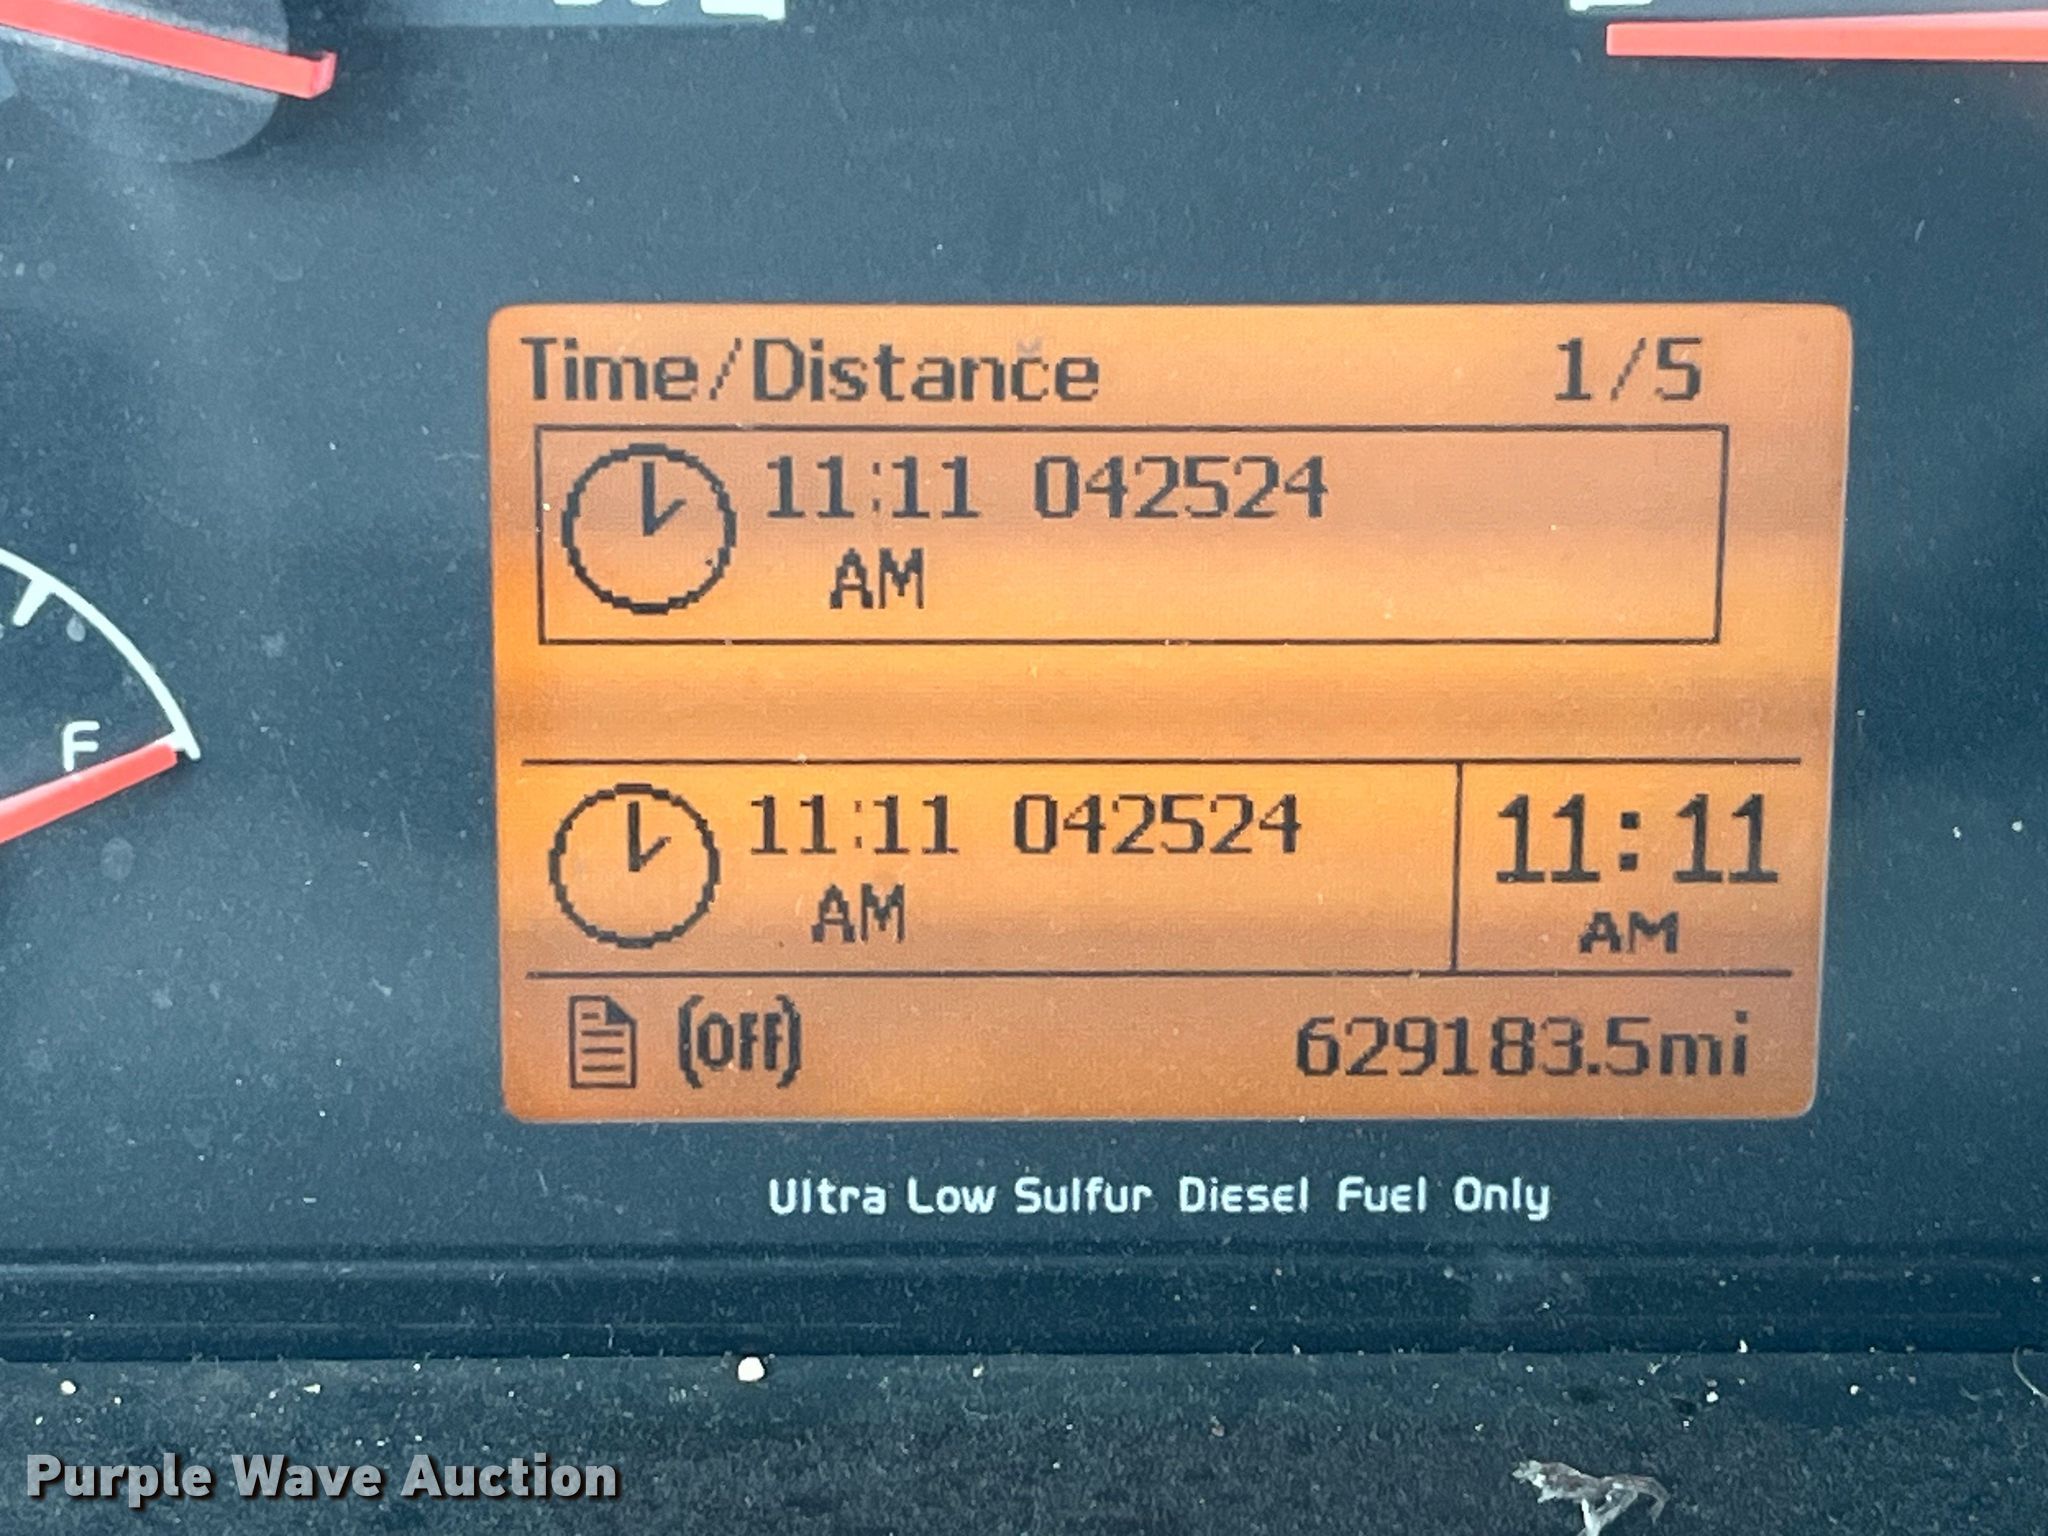 Time/Distance 1/5
11:11 042524
AM
11:11 042524 11:11
AM AM
(OFF) 629183.5mi
F
Ultra Low Sulfur Diesel Fuel Only
Purple Wave Auction